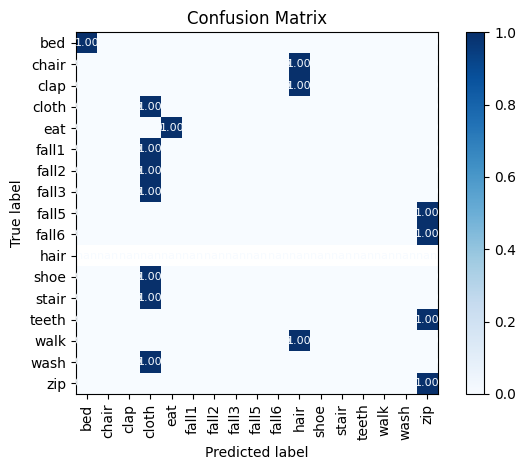 Confusion Matrix
bed 1.00
chair 1.00
clap 1.00
cloth 1.00
eat 1.00
fall1 1.00
fall2 1.00
fall3 1.00
fall5 1.00
fall6 1.00
hair
shoe 1.00
stair 1.00
teeth 1.00
walk 1.00
wash 1.00
zip 1.00
True label
bed chair clap cloth eat fall1 fall2 fall3 fall5 fall6 hair shoe stair teeth walk wash zip
Predicted label
1.0
0.8
0.6
0.4
0.2
0.0